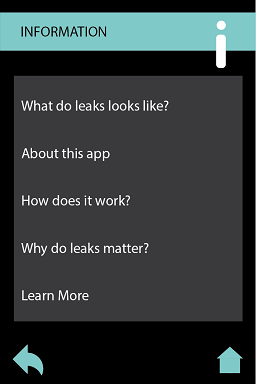 INFORMATION
What do leaks looks like?
About this app
How does it work?
Why do leaks matter?
Learn More